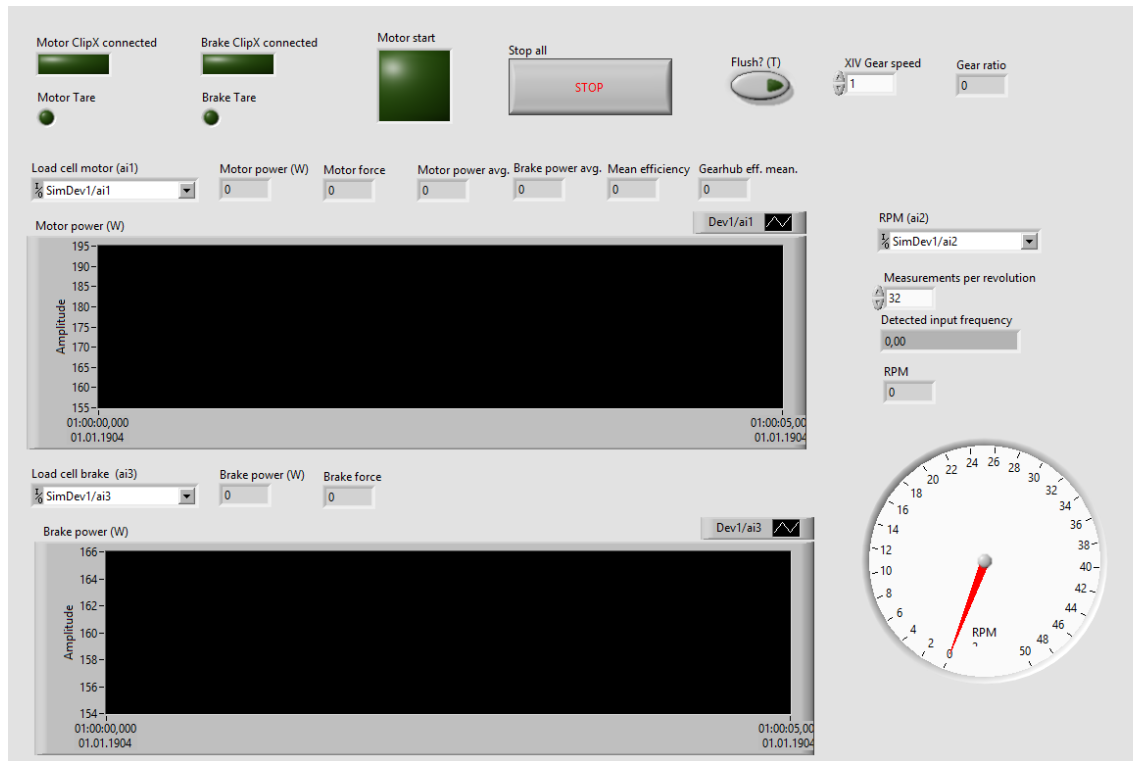 Motor ClipX connected
Brake ClipX connected
Motor start
Stop all
STOP
Flush? (T)
XIV Gear speed
1
Gear ratio
0
Motor Tare
Brake Tare
Load cell motor (ai1)
SimDev1/ai1
Motor power (W)
0
Motor force
0
Motor power avg.
0
Brake power avg.
0
Mean efficiency
0
Gearhub eff. mean.
0
Motor power (W)
Dev1/ai1
Amplitude
195
190
185
180
175
170
165
160
155
01:00:00,000
01.01.1904
01:00:05,00
01.01.1904
RPM (ai2)
SimDev1/ai2
Measurements per revolution
32
Detected input frequency
0,00
RPM
0
Load cell brake (ai3)
SimDev1/ai3
Brake power (W)
0
Brake force
0
Brake power (W)
Dev1/ai3
Amplitude
166
164
162
160
158
156
154
01:00:00,000
01.01.1904
01:00:05,00
01.01.1904
0
2
4
6
8
10
12
14
16
18
20
22
24
26
28
30
32
34
36
38
40
42
44
46
48
50
RPM